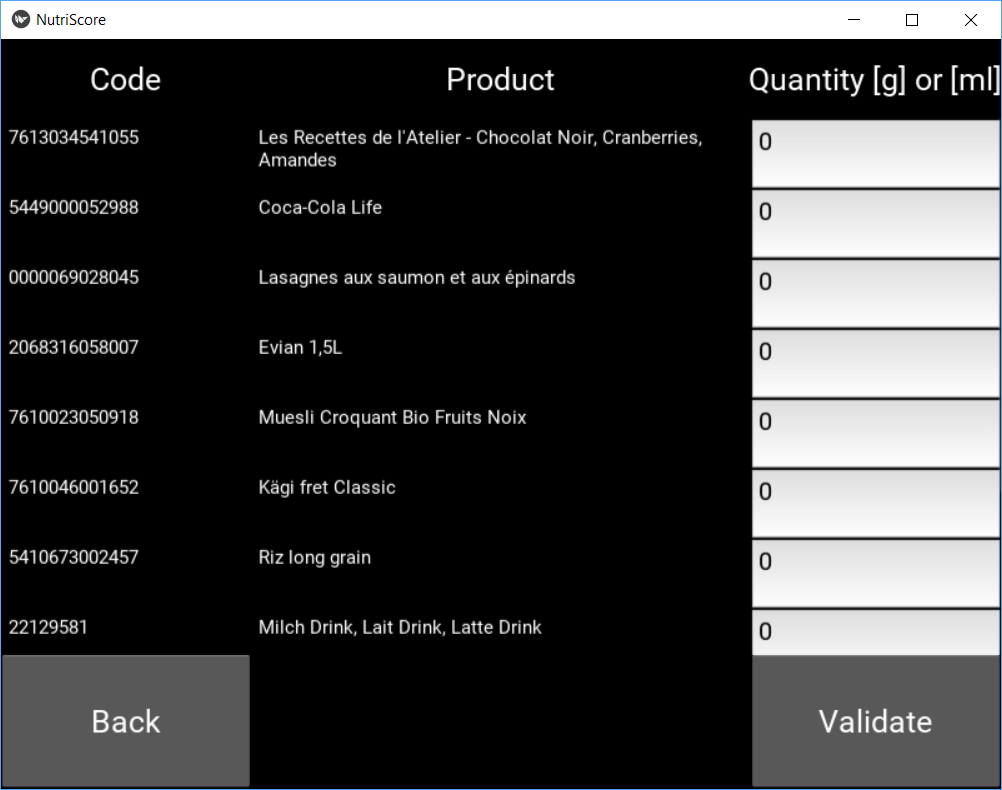 NutriScore
Code Product Quantity [g] or [ml]
7613034541055 Les Recettes de l'Atelier - Chocolat Noir, Cranberries, 0
Amandes
5449000052988 Coca-Cola Life 0
0000069028045 Lasagnes aux saumon et aux épinards 0
2068316058007 Evian 1,5L 0
7610023050918 Muesli Croquant Bio Fruits Noix 0
7610046001652 Kägi fret Classic 0
5410673002457 Riz long grain 0
22129581 Milch Drink, Lait Drink, Latte Drink 0
Back Validate